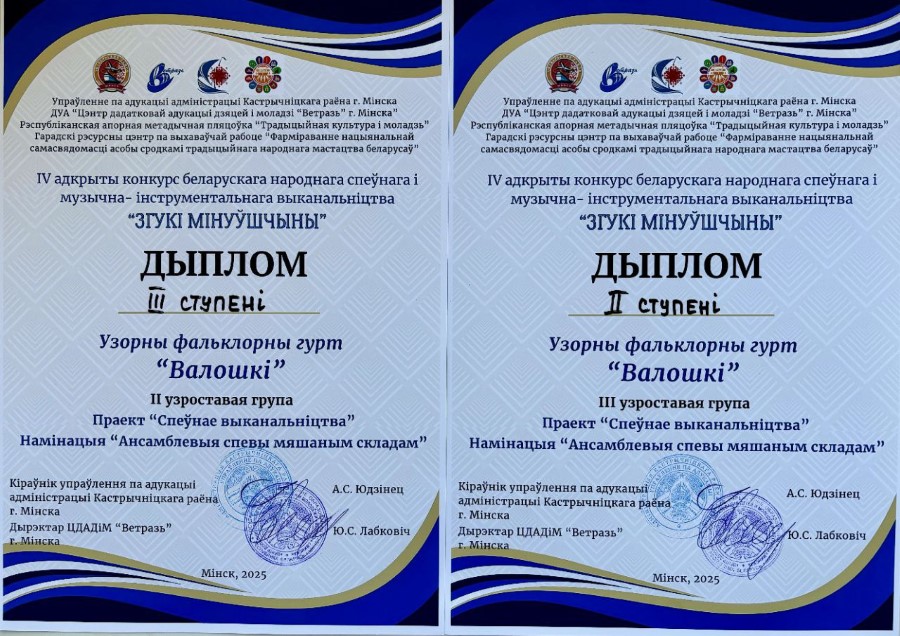 Ветразь
Упраўленне па адукацыі адміністрацыі Кастрычніцкага раёна г. Мінска
ДУА "Цэнтр дадатковай адукацыі дзяцей і моладзі "Ветразь" г. Мінска"
Рэспубліканская апорная метадычная пляцоўка "Традыцыйная культура і моладзь"
Гарадскі рэсурсны цэнтр па выхаваўчай рабоце "Фарміраванне нацыянальнай
самасвядомасці асобы сродкамі традыцыйнага народнага мастацтва беларусаў"
IV адкрыты конкурс беларускага народнага спеўнага і
музычна- інструментальнага выканальніцтва
"ЗГУКІ МІНУЎШЧЫНЫ"
ДЫПЛОМ
III ступені
Узорны фальклорны гурт
"Валошкі"
II узроставая група
Праект "Спеўнае выканальніцтва"
Намінацыя "Ансамблевыя спевы мяшаным складам"
Кіраўнік упраўлення па адукацыі
адміністрацыі Кастрычніцкага раёна
г. Мінска
А.С. Юдзінец
Дырэктар ЦДАДіМ "Ветразь"
г. Мінска
Ю.С. Лабковіч
Мінск, 2025
Ветразь
Упраўленне па адукацыі адміністрацыі Кастрычніцкага раёна г. Мінска
ДУА "Цэнтр дадатковай адукацыі дзяцей і моладзі "Ветразь" г. Мінска"
Рэспубліканская апорная метадычная пляцоўка "Традыцыйная культура і моладзь"
Гарадскі рэсурсны цэнтр па выхаваўчай рабоце "Фарміраванне нацыянальнай
самасвядомасці асобы сродкамі традыцыйнага народнага мастацтва беларусаў"
IV адкрыты конкурс беларускага народнага спеўнага і
музычна- інструментальнага выканальніцтва
"ЗГУКІ МІНУЎШЧЫНЫ"
ДЫПЛОМ
II ступені
Узорны фальклорны гурт
"Валошкі"
III узроставая група
Праект "Спеўнае выканальніцтва"
Намінацыя "Ансамблевыя спевы мяшаным складам"
Кіраўнік упраўлення па адукацыі
адміністрацыі Кастрычніцкага раёна
г. Мінска
А.С. Юдзінец
Дырэктар ЦДАДіМ "Ветразь"
г. Мінска
Ю.С. Лабковіч
Мінск, 2025